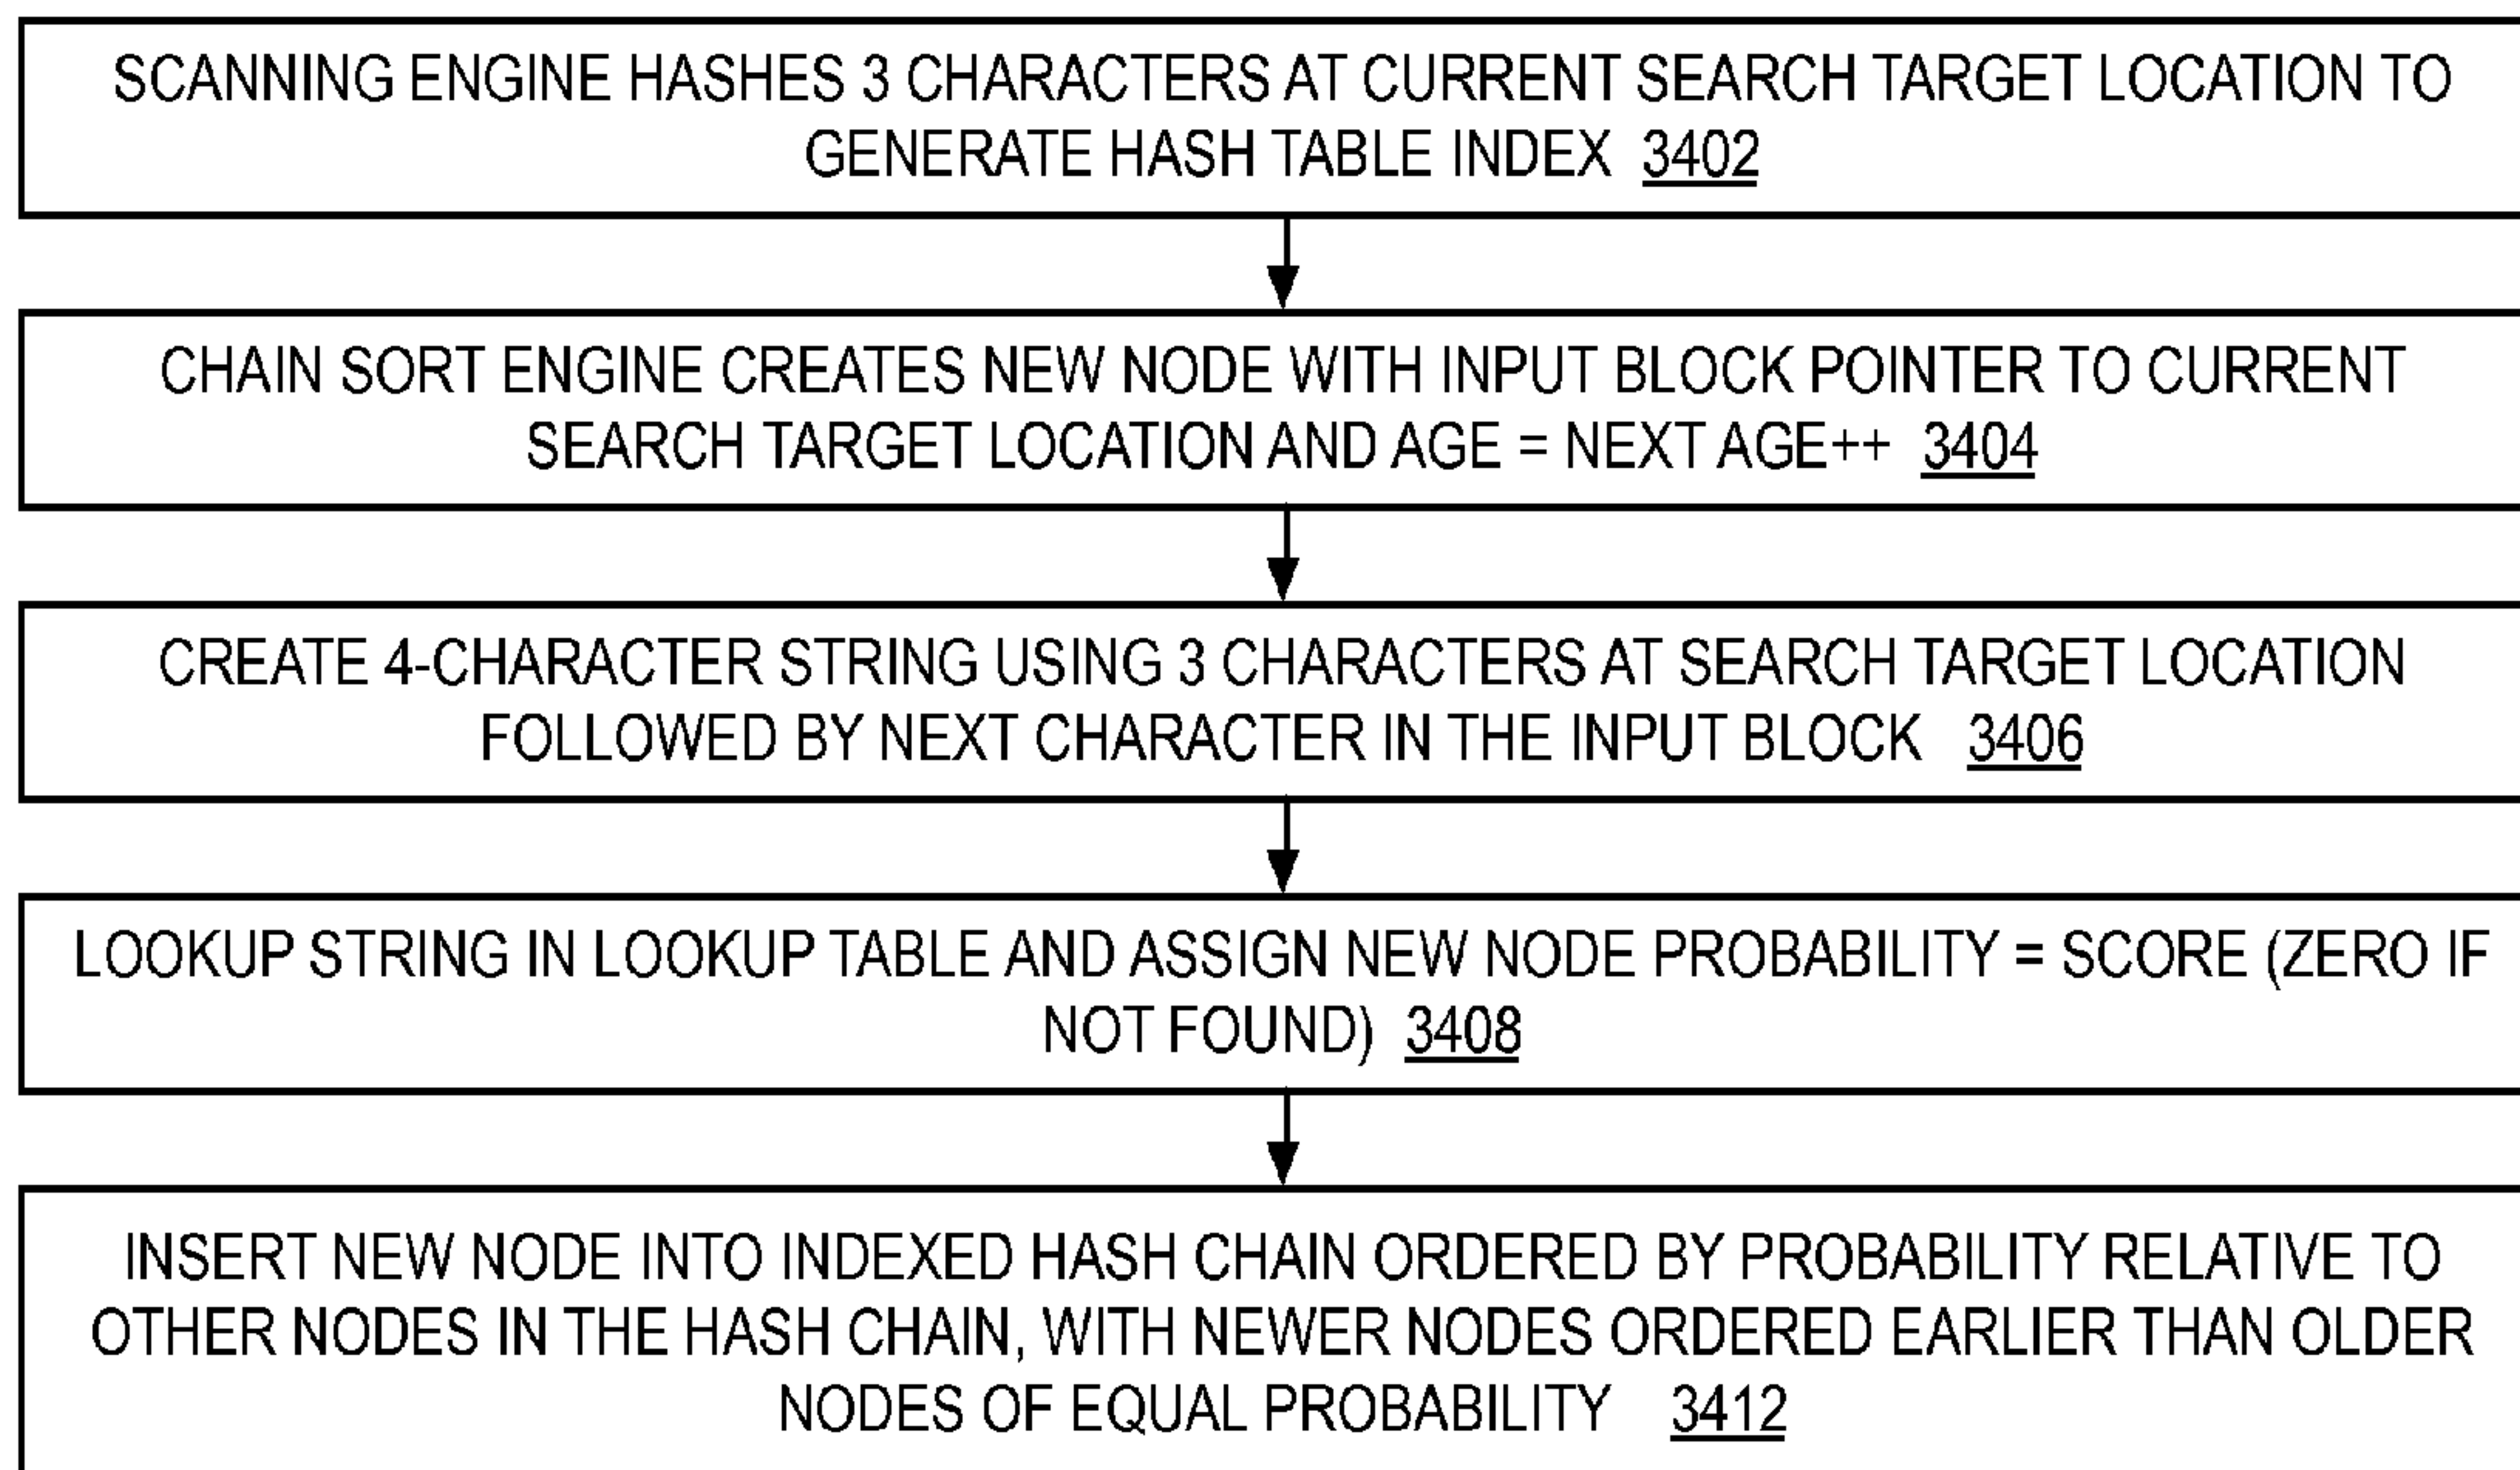 SCANNING ENGINE HASHES 3 CHARACTERS AT CURRENT SEARCH TARGET LOCATION TO
GENERATE HASH TABLE INDEX 3402
CHAIN SORT ENGINE CREATES NEW NODE WITH INPUT BLOCK POINTER TO CURRENT
SEARCH TARGET LOCATION AND AGE = NEXT AGE++ 3404
CREATE 4-CHARACTER STRING USING 3 CHARACTERS AT SEARCH TARGET LOCATION
FOLLOWED BY NEXT CHARACTER IN THE INPUT BLOCK 3406
LOOKUP STRING IN LOOKUP TABLE AND ASSIGN NEW NODE PROBABILITY = SCORE (ZERO IF
NOT FOUND) 3408
INSERT NEW NODE INTO INDEXED HASH CHAIN ORDERED BY PROBABILITY RELATIVE TO
OTHER NODES IN THE HASH CHAIN, WITH NEWER NODES ORDERED EARLIER THAN OLDER
NODES OF EQUAL PROBABILITY 3412